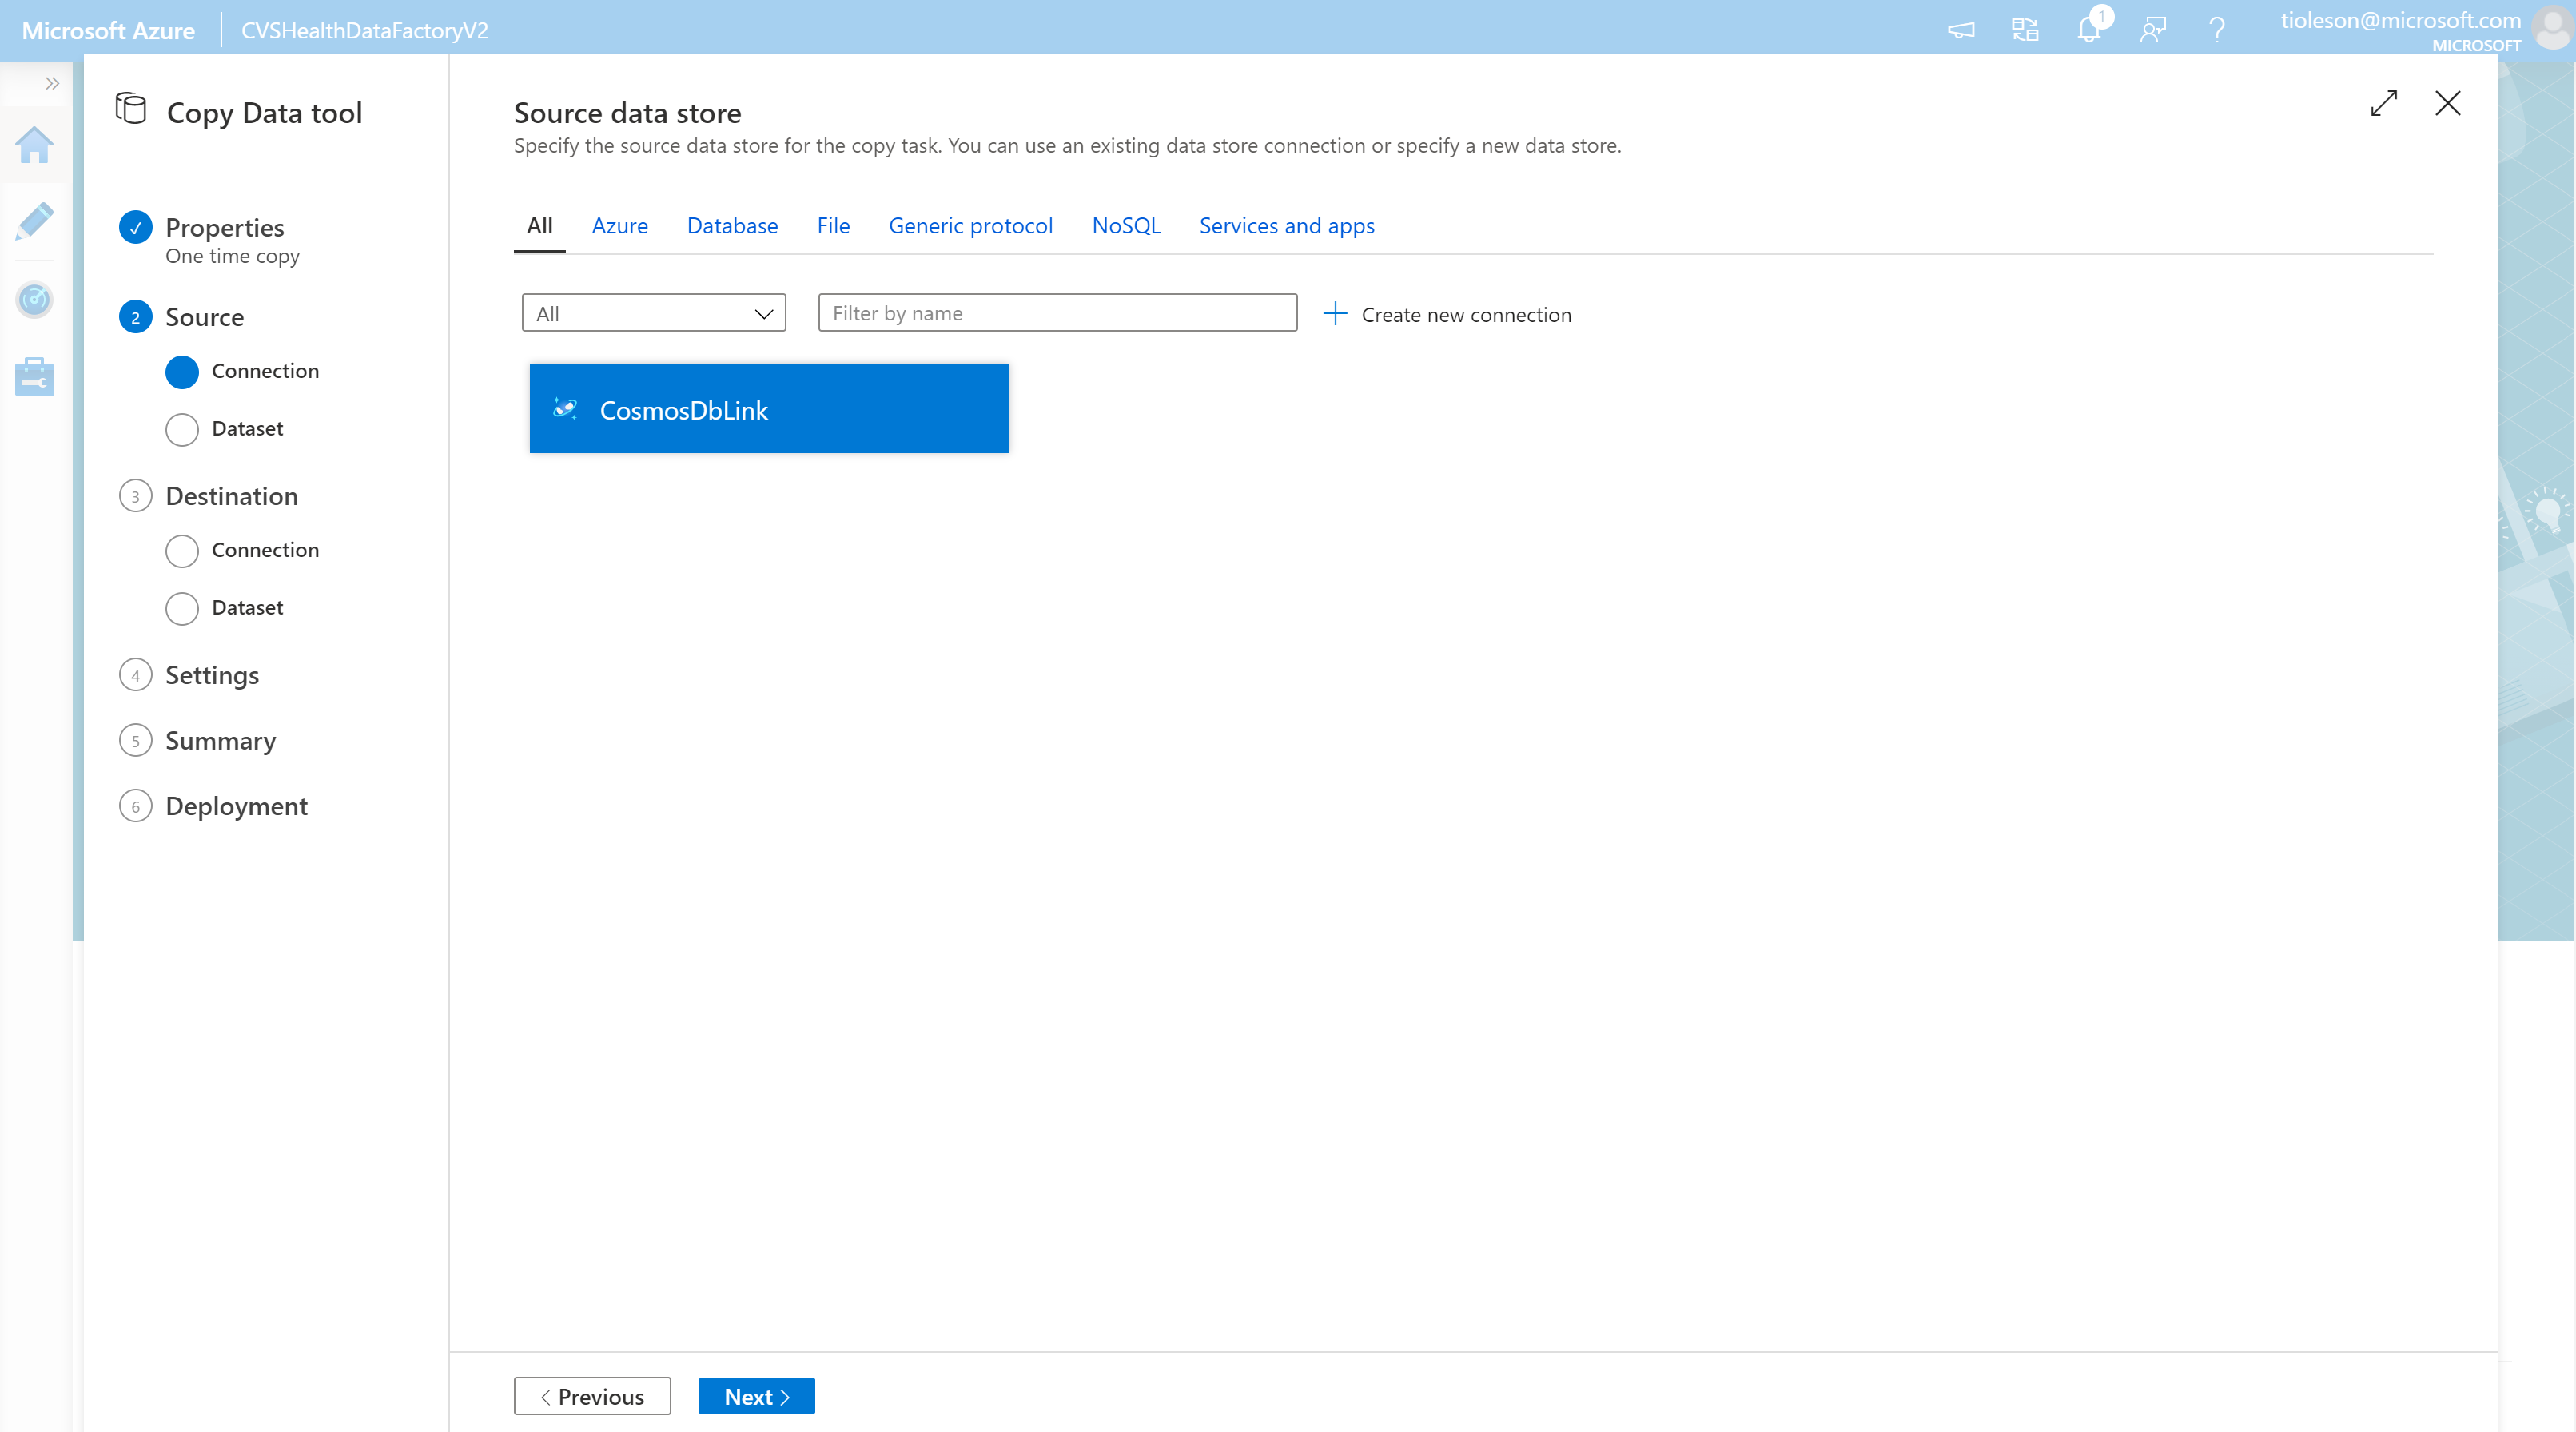 Microsoft Azure
CVSHealthDataFactoryV2
1
tioleson@microsoft.com
MICROSOFT
Copy Data tool
Properties
One time copy
2 Source
Connection
Dataset
3 Destination
Connection
Dataset
4 Settings
5 Summary
6 Deployment
Source data store
Specify the source data store for the copy task. You can use an existing data store connection or specify a new data store.
All Azure Database File Generic protocol NoSQL Services and apps
All Filter by name Create new connection
CosmosDbLink
Previous Next